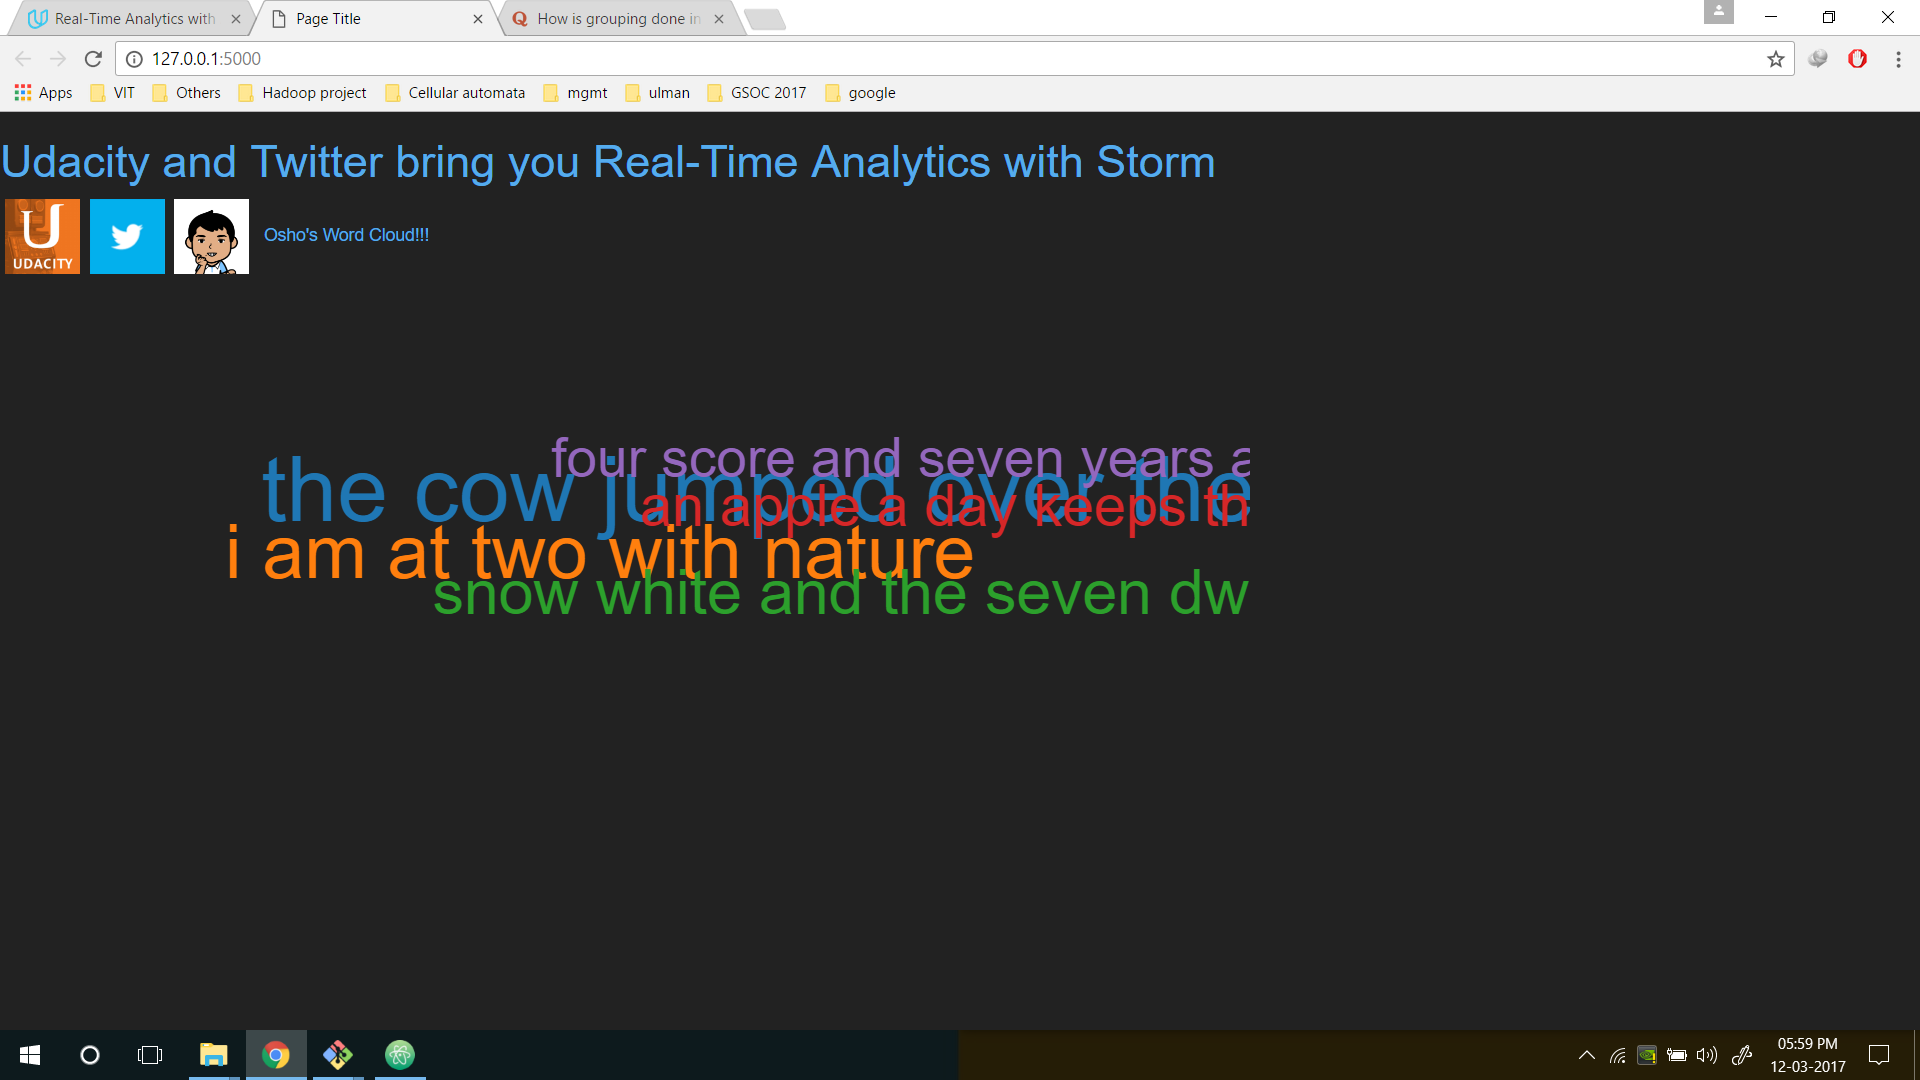 Real-Time Analytics with
Page Title
How is grouping done in
127.0.0.1:5000
Apps VIT Others Hadoop project Cellular automata mgmt ulman GSOC 2017 google
Udacity and Twitter bring you Real-Time Analytics with Storm
UDACITY
Osho's Word Cloud!!!
four score and seven years a
the cow jumped over the
an apple a day keeps th
i am at two with nature
snow white and the seven dw
05:59 PM
12-03-2017